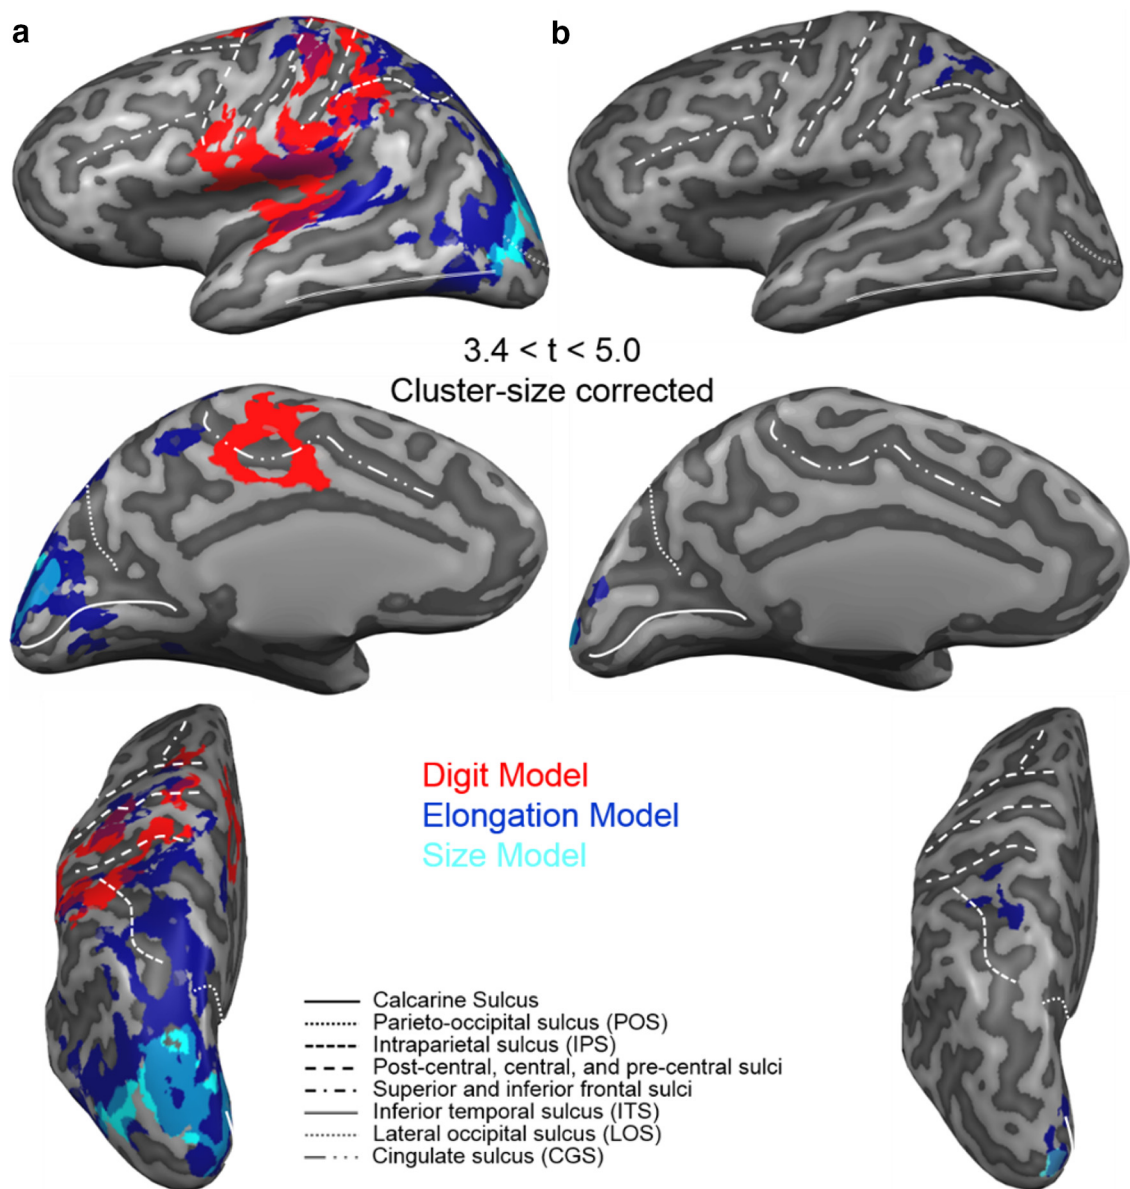 a
b
3.4 < t < 5.0
Cluster-size corrected
Digit Model
Elongation Model
Size Model
Calcarine Sulcus
Parieto-occipital sulcus (POS)
Intraparietal sulcus (IPS)
Post-central, central, and pre-central sulci
Superior and inferior frontal sulci
Inferior temporal sulcus (ITS)
Lateral occipital sulcus (LOS)
Cingulate sulcus (CGS)